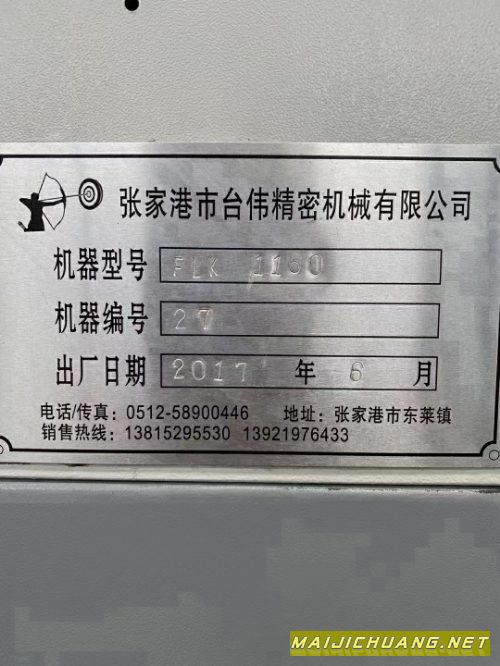 张家港市台伟精密机械有限公司
机器型号 FLK 1160
机器编号 27
出厂日期 2017 年 6 月
电话/传真：0512-58900446 地址：张家港市东莱镇
销售热线：13815295530 13921976433
MAIJICHUANG.NET